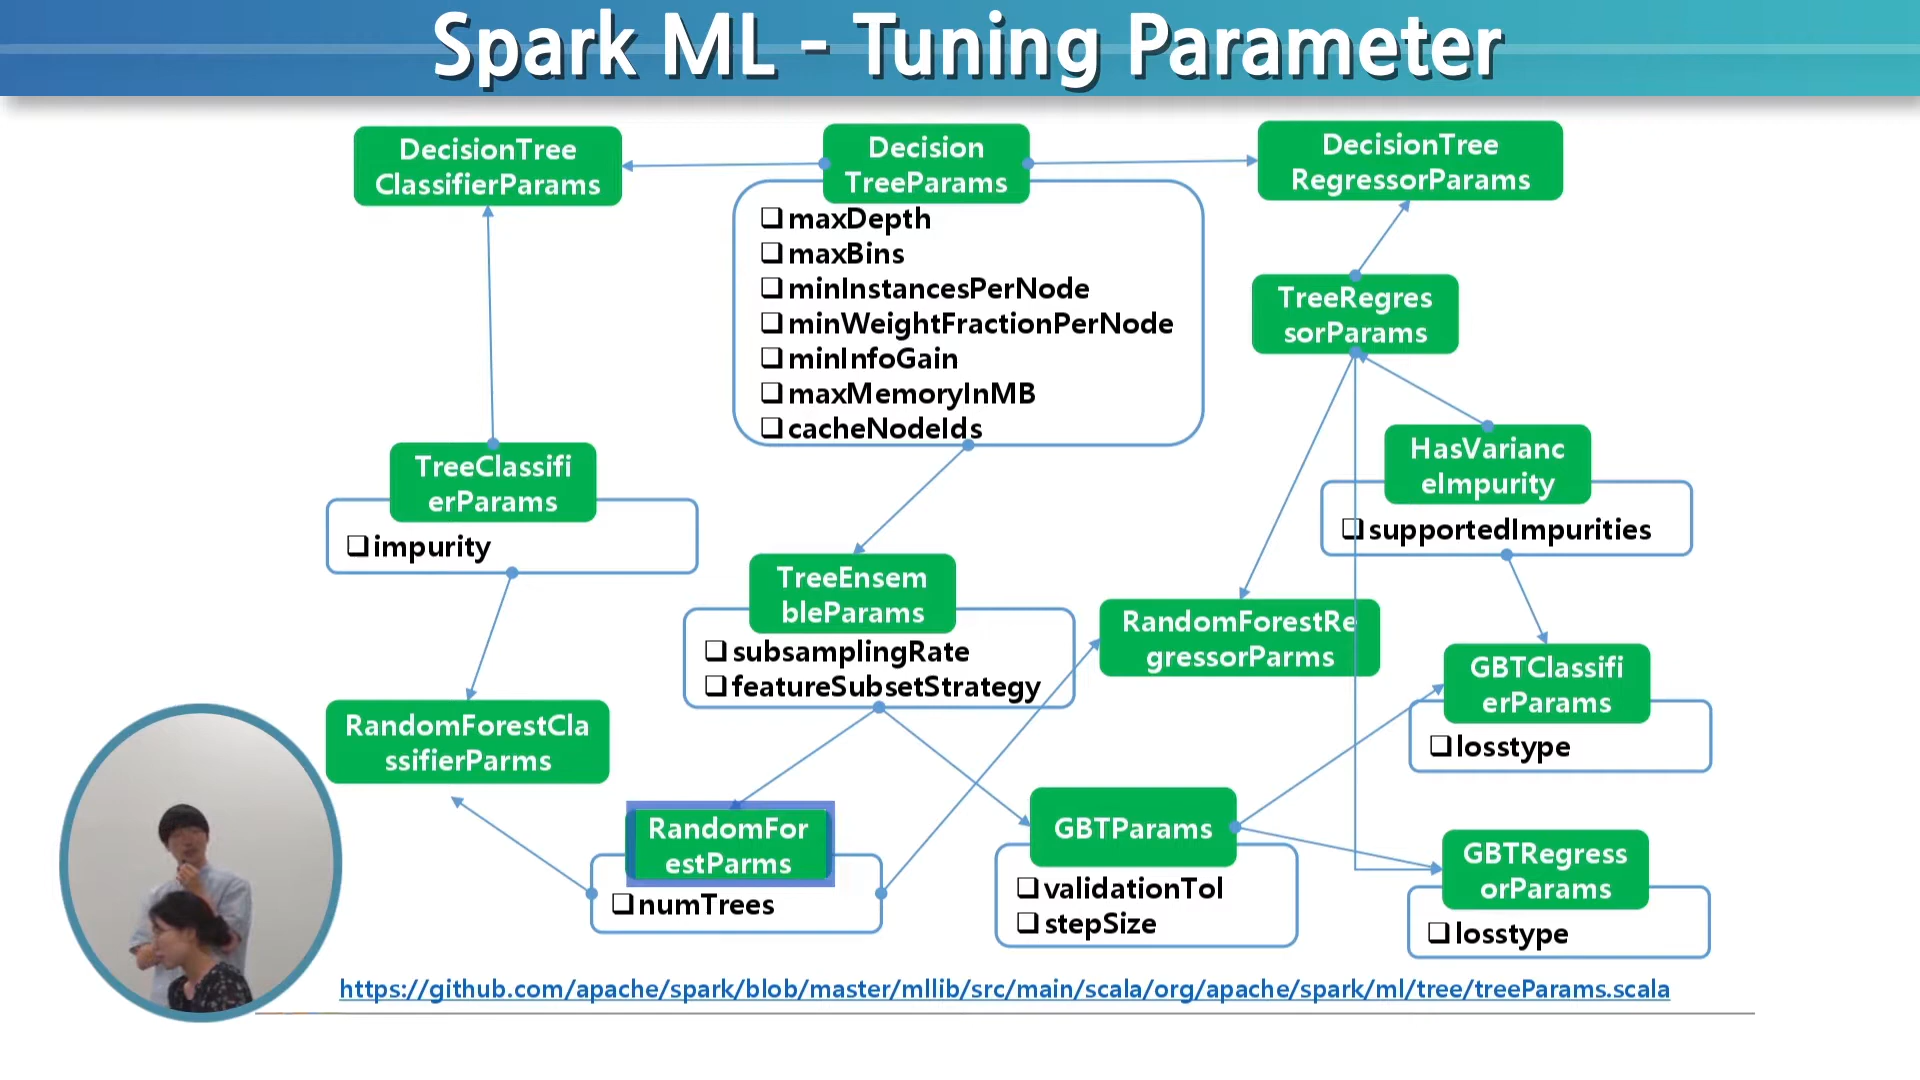 Spark ML - Tuning Parameter
DecisionTree
ClassifierParams
Decision
TreeParams
DecisionTree
RegressorParams
❑maxDepth
❑maxBins
❑minInstancesPerNode
❑minWeightFractionPerNode
❑minInfoGain
❑maxMemoryInMB
❑cacheNodeIds
TreeRegres
sorParams
TreeClassifi
erParams
❑impurity
HasVarianc
eImpurity
❑supportedImpurities
TreeEnsem
bleParams
❑subsamplingRate
❑featureSubsetStrategy
RandomForestRe
gressorParms
GBTClassifi
erParams
❑losstype
RandomForestCla
ssifierParms
RandomFor
estParms
❑numTrees
GBTParams
❑validationTol
❑stepSize
GBTRegress
orParams
❑losstype
https://github.com/apache/spark/blob/master/mllib/src/main/scala/org/apache/spark/ml/tree/treeParams.scala